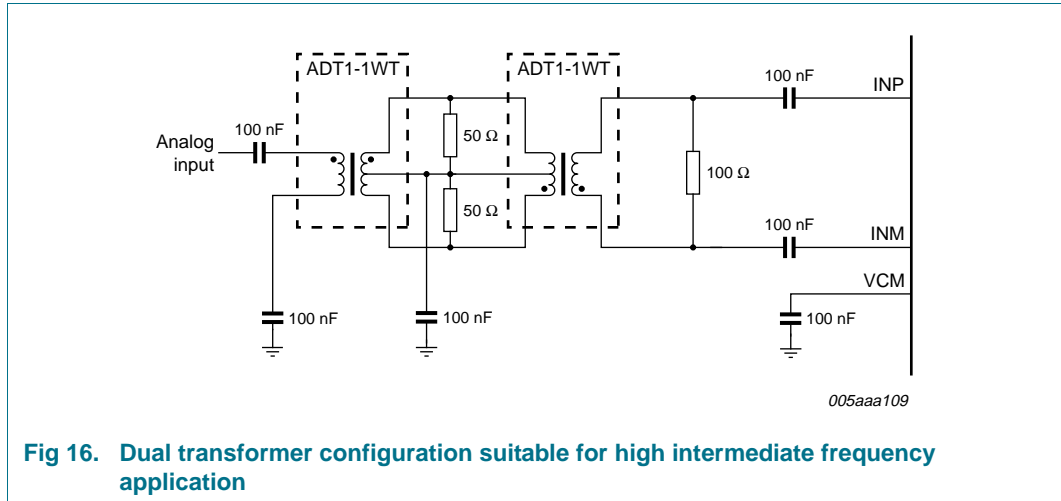 ADT1-1WT
ADT1-1WT
100 nF
INP
Analog
input
100 nF
50 Ω
50 Ω
100 Ω
100 nF
INM
VCM
100 nF
100 nF
100 nF
005aaa109
Fig 16. Dual transformer configuration suitable for high intermediate frequency
application